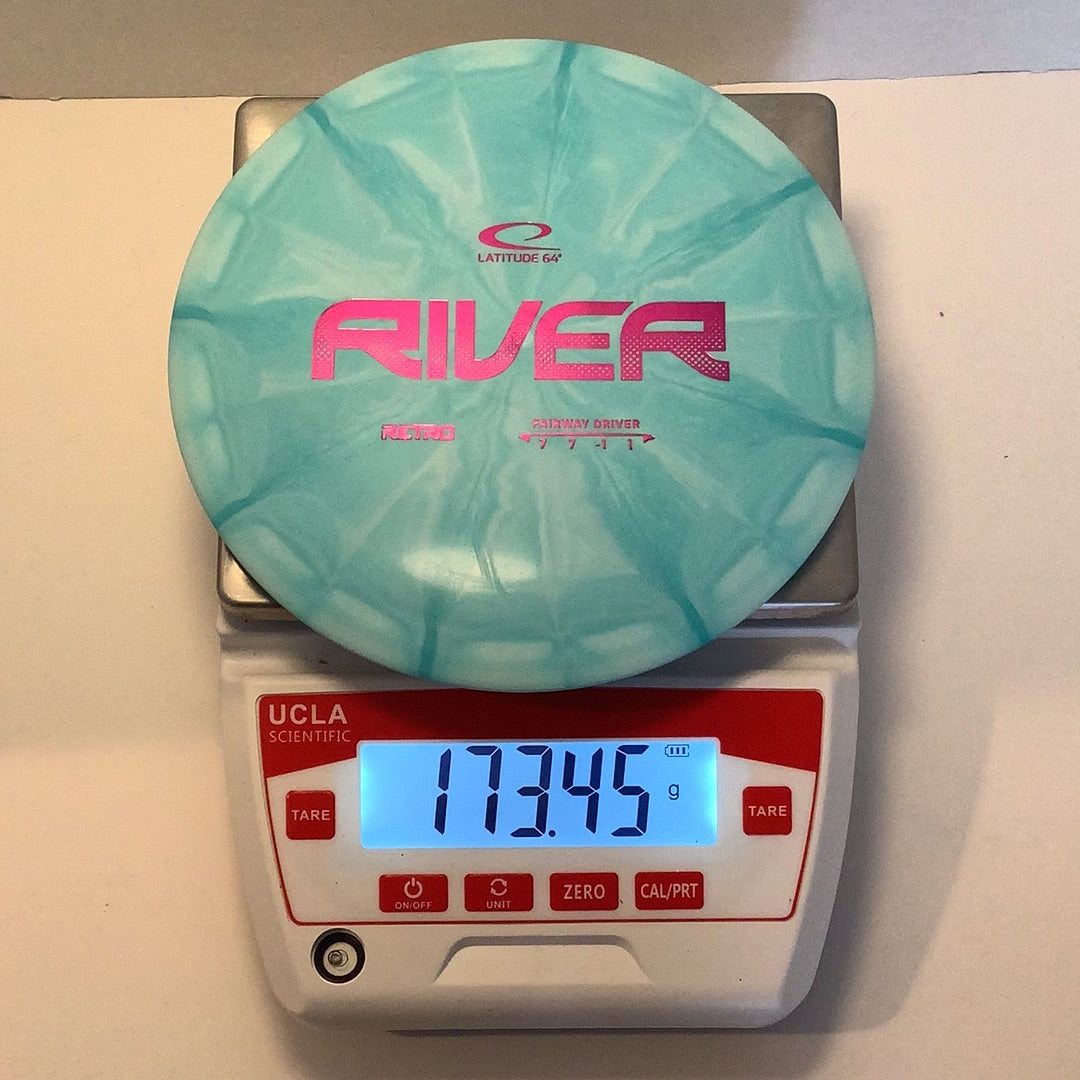 LATITUDE 64°
RIVER
RETRO
FAIRWAY DRIVER
7 7 -1 1
UCLA
SCIENTIFIC
173.45 g
TARE
TARE
ON/OFF
UNIT
ZERO
CAL/PRT